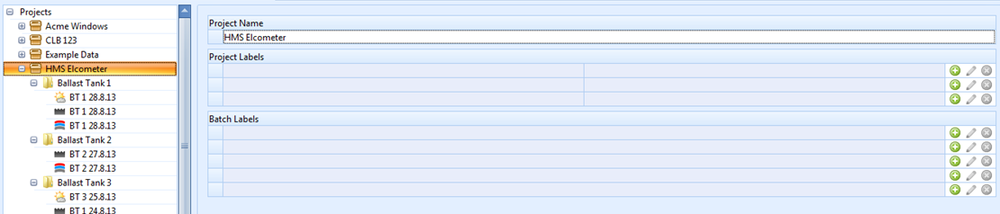 Projects
Acme Windows
CLB 123
Example Data
HMS Elcometer
Ballast Tank 1
BT 1 28.8.13
BT 1 28.8.13
BT 1 28.8.13
Ballast Tank 2
BT 2 27.8.13
BT 2 27.8.13
Ballast Tank 3
BT 3 25.8.13
BT 1 24.8.13
Project Name
HMS Elcometer
Project Labels
Batch Labels